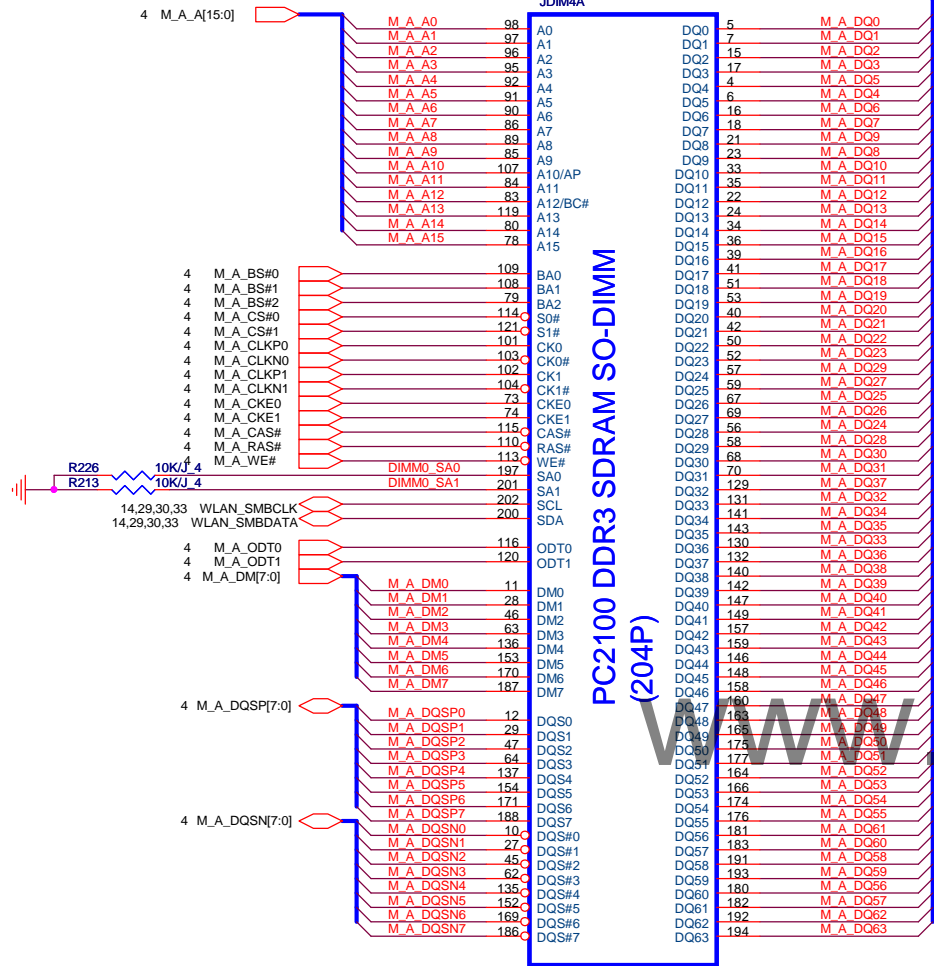 JDIM4A
4 M_A_A[15:0]
M_A_A0 98 A0 DQ0 5 M_A_DQ0
M_A_A1 97 A1 DQ1 7 M_A_DQ1
M_A_A2 96 A2 DQ2 15 M_A_DQ2
M_A_A3 95 A3 DQ3 17 M_A_DQ3
M_A_A4 92 A4 DQ4 4 M_A_DQ5
M_A_A5 91 A5 DQ5 6 M_A_DQ4
M_A_A6 90 A6 DQ6 16 M_A_DQ6
M_A_A7 86 A7 DQ7 18 M_A_DQ7
M_A_A8 89 A8 DQ8 21 M_A_DQ9
M_A_A9 85 A9 DQ9 23 M_A_DQ8
M_A_A10 107 A10/AP DQ10 33 M_A_DQ10
M_A_A11 84 A11 DQ11 35 M_A_DQ11
M_A_A12 83 A12/BC# DQ12 22 M_A_DQ12
M_A_A13 119 A13 DQ13 24 M_A_DQ13
M_A_A14 80 A14 DQ14 34 M_A_DQ14
M_A_A15 78 A15 DQ15 36 M_A_DQ15
DQ16 39 M_A_DQ16
4 M_A_BS#0 109 BA0 DQ17 41 M_A_DQ17
4 M_A_BS#1 108 BA1 DQ18 51 M_A_DQ18
4 M_A_BS#2 79 BA2 DQ19 53 M_A_DQ19
4 M_A_CS#0 114 S0# DQ20 40 M_A_DQ20
4 M_A_CS#1 121 S1# DQ21 42 M_A_DQ21
4 M_A_CLKP0 101 CK0 DQ22 50 M_A_DQ22
4 M_A_CLKN0 103 CK0# DQ23 52 M_A_DQ23
4 M_A_CLKP1 102 CK1 DQ24 57 M_A_DQ29
4 M_A_CLKN1 104 CK1# DQ25 59 M_A_DQ27
4 M_A_CKE0 73 CKE0 DQ26 67 M_A_DQ25
4 M_A_CKE1 74 CKE1 DQ27 69 M_A_DQ26
4 M_A_CAS# 115 CAS# DQ28 56 M_A_DQ24
4 M_A_RAS# 110 RAS# DQ29 58 M_A_DQ28
4 M_A_WE# 113 WE# DQ30 68 M_A_DQ30
R226 10K/J_4 DIMM0_SA0 197 SA0 DQ31 70 M_A_DQ31
R213 10K/J_4 DIMM0_SA1 201 SA1 DQ32 129 M_A_DQ37
14,29,30,33 WLAN_SMBCLK 202 SCL DQ33 131 M_A_DQ32
14,29,30,33 WLAN_SMBDATA 200 SDA DQ34 141 M_A_DQ34
DQ35 143 M_A_DQ35
4 M_A_ODT0 116 ODT0 DQ36 130 M_A_DQ33
4 M_A_ODT1 120 ODT1 DQ37 132 M_A_DQ36
4 M_A_DM[7:0] DQ38 140 M_A_DQ38
M_A_DM0 11 DM0 DQ39 142 M_A_DQ39
M_A_DM1 28 DM1 DQ40 147 M_A_DQ40
M_A_DM2 46 DM2 DQ41 149 M_A_DQ41
M_A_DM3 63 DM3 DQ42 157 M_A_DQ42
M_A_DM4 136 DM4 DQ43 159 M_A_DQ43
M_A_DM5 153 DM5 DQ44 146 M_A_DQ44
M_A_DM6 170 DM6 DQ45 148 M_A_DQ45
M_A_DM7 187 DM7 DQ46 158 M_A_DQ46
4 M_A_DQSP[7:0] DQ47 160 M_A_DQ47
M_A_DQSP0 12 DQS0 DQ48 163 M_A_DQ48
M_A_DQSP1 29 DQS1 DQ49 165 M_A_DQ49
M_A_DQSP2 47 DQS2 DQ50 175 M_A_DQ50
M_A_DQSP3 64 DQS3 DQ51 177 M_A_DQ51
M_A_DQSP4 137 DQS4 DQ52 164 M_A_DQ52
M_A_DQSP5 154 DQS5 DQ53 166 M_A_DQ53
M_A_DQSP6 171 DQS6 DQ54 174 M_A_DQ54
M_A_DQSP7 188 DQS7 DQ55 176 M_A_DQ55
4 M_A_DQSN[7:0]
M_A_DQSN0 10 DQS#0 DQ56 181 M_A_DQ61
M_A_DQSN1 27 DQS#1 DQ57 183 M_A_DQ60
M_A_DQSN2 45 DQS#2 DQ58 191 M_A_DQ58
M_A_DQSN3 62 DQS#3 DQ59 193 M_A_DQ59
M_A_DQSN4 135 DQS#4 DQ60 180 M_A_DQ56
M_A_DQSN5 152 DQS#5 DQ61 182 M_A_DQ57
M_A_DQSN6 169 DQS#6 DQ62 192 M_A_DQ62
M_A_DQSN7 186 DQS#7 DQ63 194 M_A_DQ63
PC2100 DDR3 SDRAM SO-DIMM
(204P)
www.